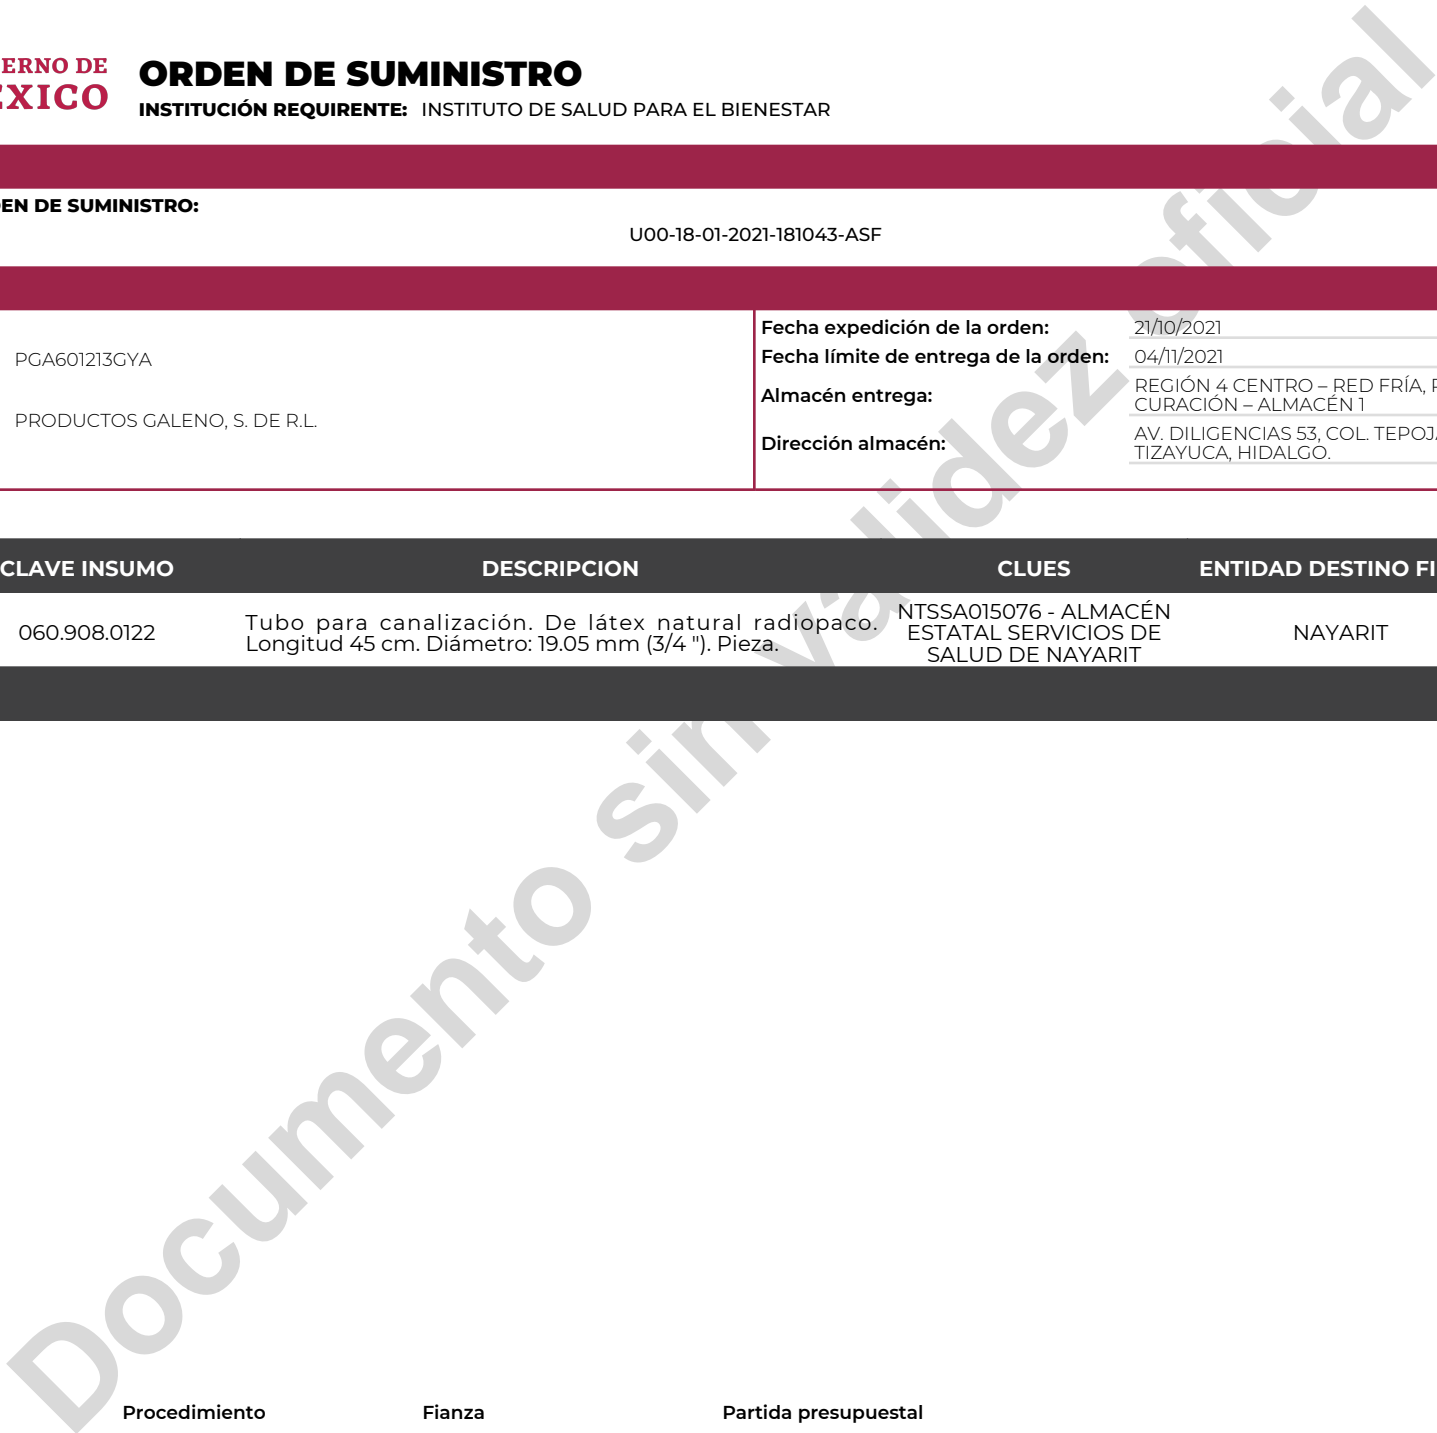 ERNO DE
EXICO
ORDEN DE SUMINISTRO
INSTITUCIÓN REQUIRENTE: INSTITUTO DE SALUD PARA EL BIENESTAR
EN DE SUMINISTRO:
U00-18-01-2021-181043-ASF
PGA601213GYA
PRODUCTOS GALENO, S. DE R.L.
Fecha expedición de la orden: 21/10/2021
Fecha límite de entrega de la orden: 04/11/2021
Almacén entrega: REGIÓN 4 CENTRO – RED FRÍA,
CURACIÓN – ALMACÉN 1
Dirección almacén: AV. DILIGENCIAS 53, COL. TEPOJ
TIZAYUCA, HIDALGO.
CLAVE INSUMO DESCRIPCION CLUES ENTIDAD DESTINO FI
060.908.0122
Tubo para canalización. De látex natural radiopaco.
Longitud 45 cm. Diámetro: 19.05 mm (3/4 "). Pieza.
NTSSA015076 - ALMACÉN
ESTATAL SERVICIOS DE
SALUD DE NAYARIT
NAYARIT
Documento sin validez oficial
Procedimiento Fianza Partida presupuestal